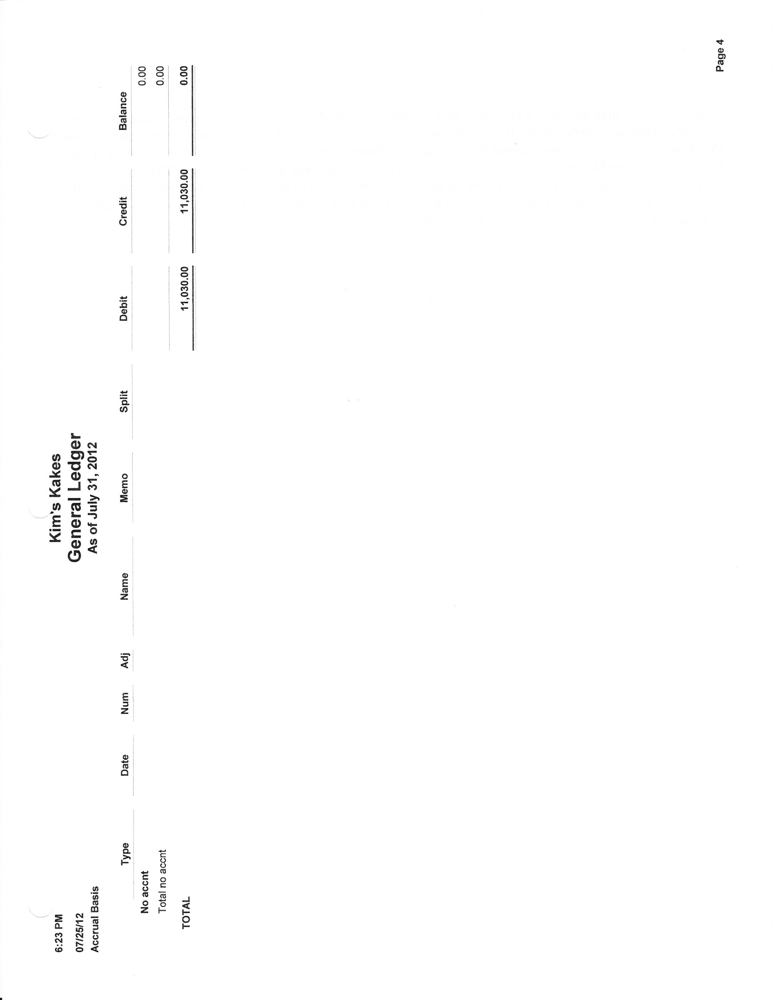 6:23 PM
Kim's Kakes
07/25/12
General Ledger
Accrual Basis
As of July 31, 2012
Type Date Num Adj Name Memo Split Debit Credit Balance
No accnt 0.00
Total no accnt 0.00
TOTAL 11,030.00 11,030.00 0.00
Page 4